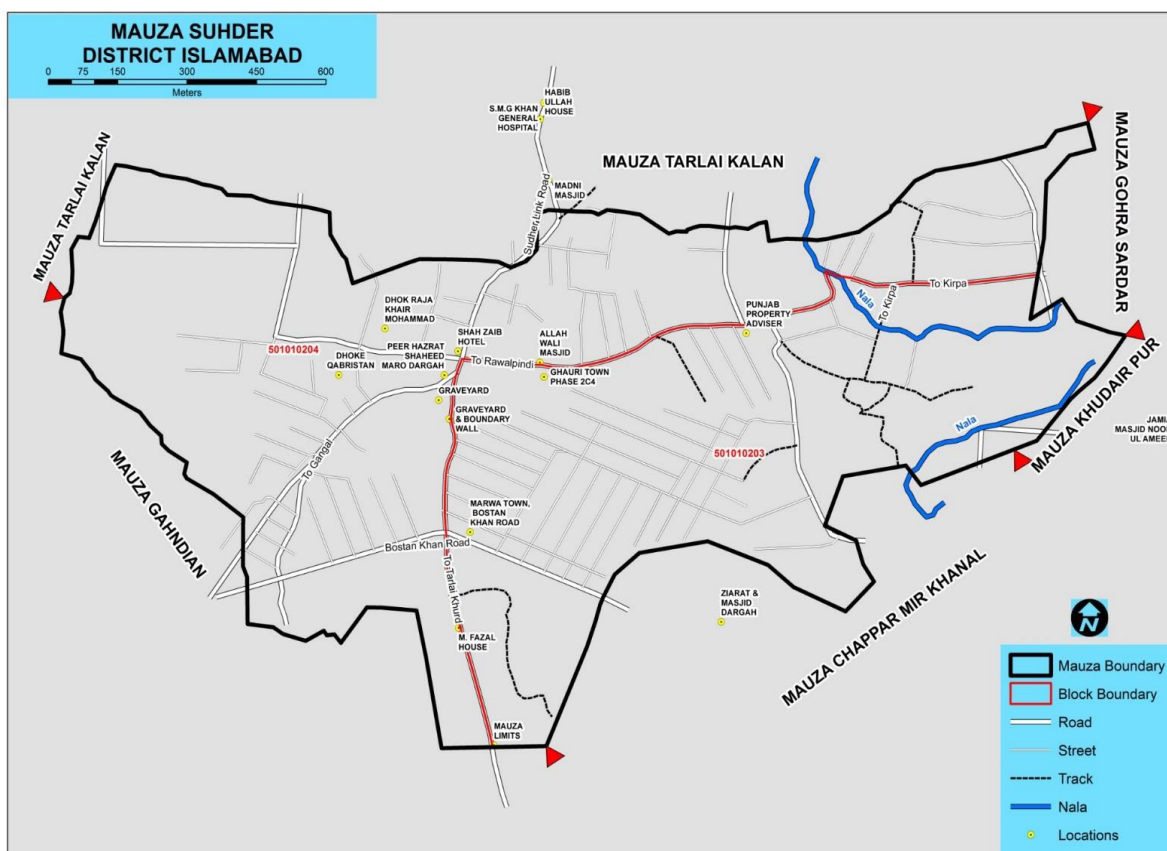 MAUZA SUHDER
DISTRICT ISLAMABAD
0 75 150 300 450 600
Meters
HABIB
ULLAH
HOUSE
S.M.G KHAN
GENERAL
HOSPITAL
MAUZA TARLAI KALAN
MAUZA TARLAI KALAN
MAUZA GOHRA SARDAR
MADNI
MASJID
Sudher Link Road
To Kirpa
To Kirpa
Nala
DHOK RAJA
KHAIR
MOHAMMAD
PUNJAB
PROPERTY
ADVISER
SHAH ZAIB
HOTEL
ALLAH
WALI
MASJID
501010204
PEER HAZRAT
SHAHEED
MARO DARGAH
DHOKE
QABRISTAN
To Rawalpindi
GHAURI TOWN
PHASE 2C4
GRAVEYARD
GRAVEYARD
& BOUNDARY
WALL
MAUZA KHUDAIR PUR
Nala
JAMIA
MASJID NOOR
UL AMEEN
To Gangal
501010203
MAUZA GAHNDIAN
MARWA TOWN,
BOSTAN
KHAN ROAD
Bostan Khan Road
To Tarlai Khurd
ZIARAT &
MASJID
DARGAH
MAUZA CHAPPAR MIR KHANAL
M. FAZAL
HOUSE
MAUZA
LIMITS
N
Mauza Boundary
Block Boundary
Road
Street
Track
Nala
Locations